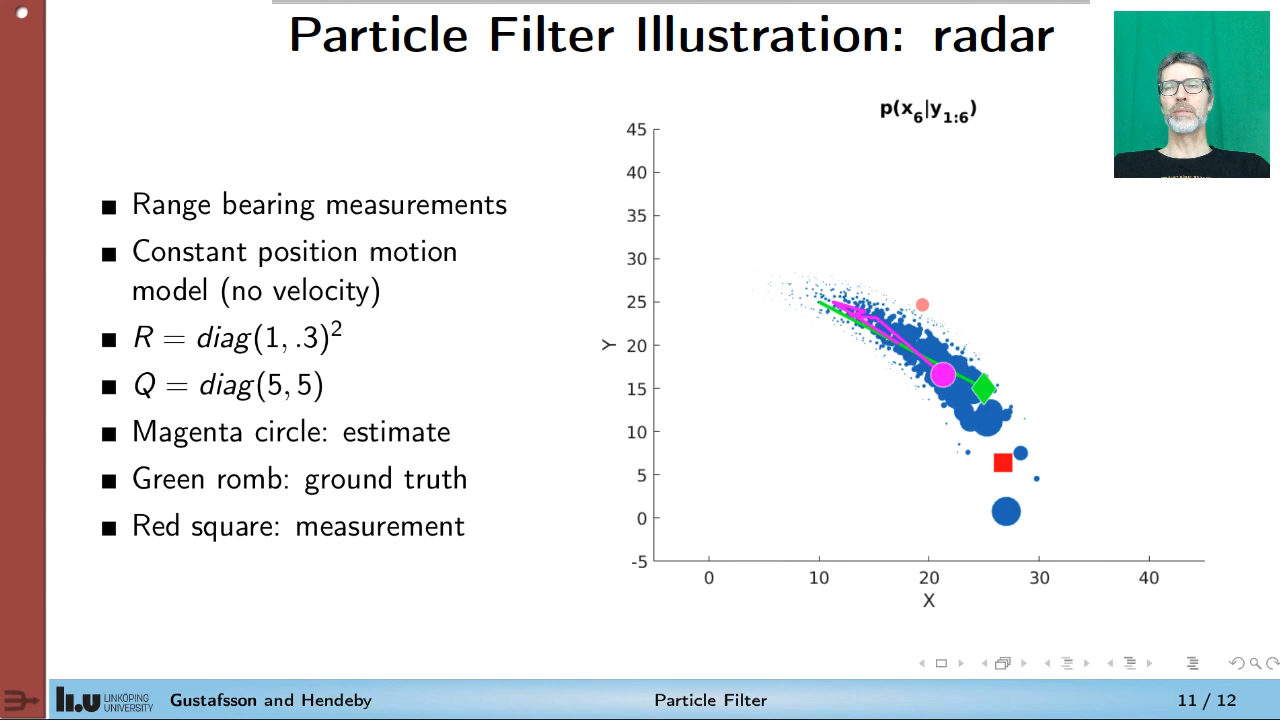 Particle Filter Illustration: radar
Range bearing measurements
Constant position motion
model (no velocity)
R = diag(1, .3)²
Q = diag(5, 5)
Magenta circle: estimate
Green romb: ground truth
Red square: measurement
p(x₆|y₁:₆)
45
40
35
30
25
20
15
10
5
0
-5
Y
0 10 20 30 40
X
LINKÖPING
UNIVERSITY
Gustafsson and Hendeby
Particle Filter
11 / 12